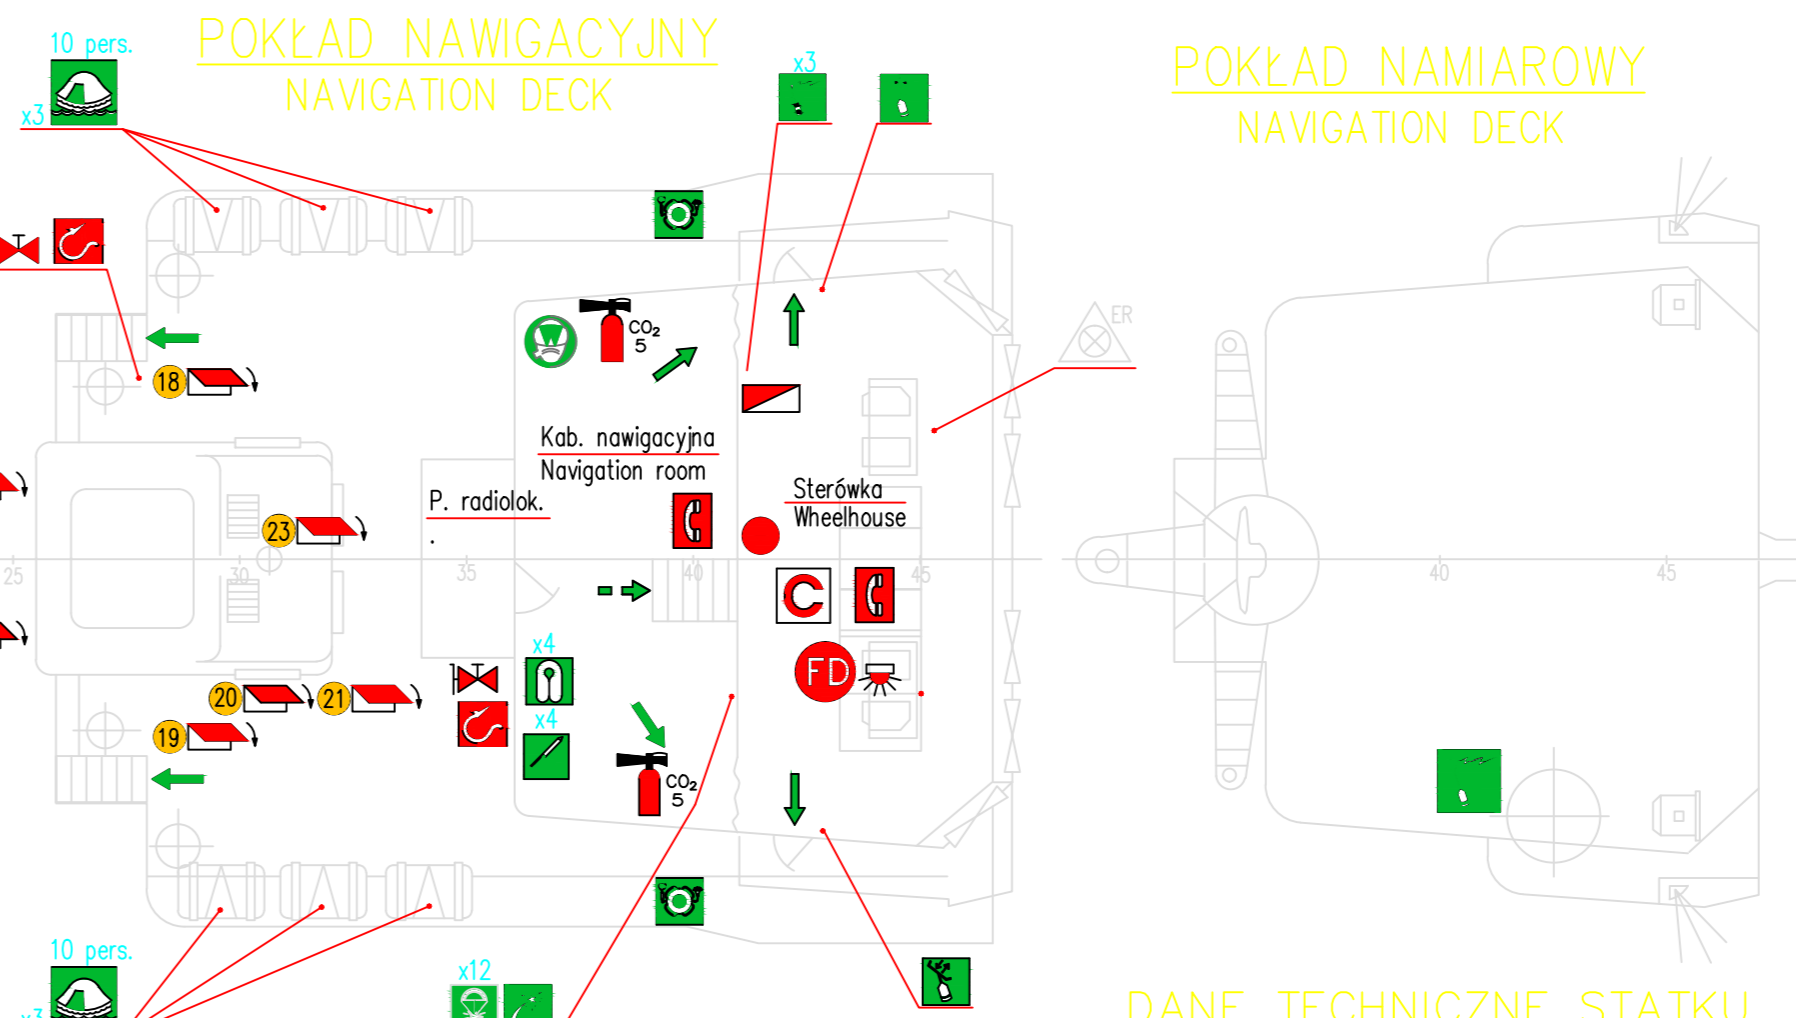 POKŁAD NAWIGACYJNY
NAVIGATION DECK
POKŁAD NAMIAROWY
NAVIGATION DECK
10 pers.
x3
x3
ER
CO₂
5
18
Kab. nawigacyjna
Navigation room
P. radiolok.
.
Sterówka
Wheelhouse
23
25
30
35
40
45
40
45
C
FD
x4
x4
20
21
19
CO₂
5
10 pers.
x3
x12
DANE TECHNICZNE STATKU